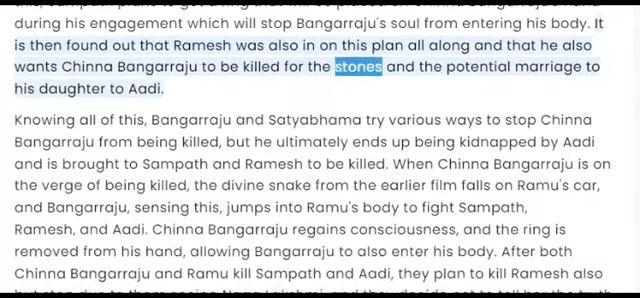 during his engagement which will stop Bangarraju's soul from entering his body. It
is then found out that Ramesh was also in on this plan all along and that he also
wants Chinna Bangarraju to be killed for the stones and the potential marriage to
his daughter to Aadi.
Knowing all of this, Bangarraju and Satyabhama try various ways to stop Chinna
Bangarraju from being killed, but he ultimately ends up being kidnapped by Aadi
and is brought to Sampath and Ramesh to be killed. When Chinna Bangarraju is on
the verge of being killed, the divine snake from the earlier film falls on Ramu's car,
and Bangarraju, sensing this, jumps into Ramu's body to fight Sampath,
Ramesh, and Aadi. Chinna Bangarraju regains consciousness, and the ring is
removed from his hand, allowing Bangarraju to also enter his body. After both
Chinna Bangarraju and Ramu kill Sampath and Aadi, they plan to kill Ramesh also